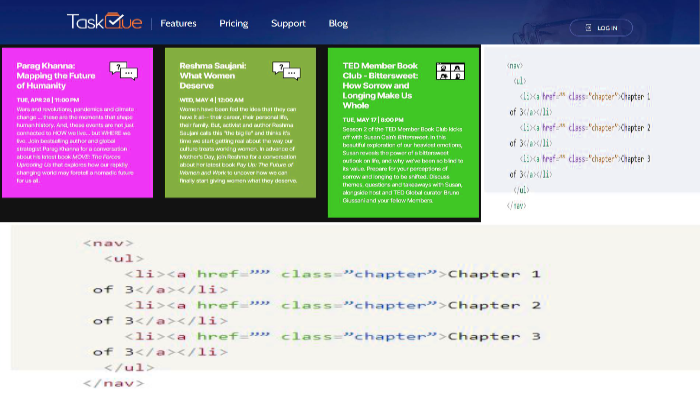 TaskQue Features Pricing Support Blog LOG IN
Parag Khanna:
Mapping the Future
of Humanity
TUE, APR 26 | 11:00 PM
Wars and revolutions, pandemics and climate
change ... these are the moments that shape
human history. And, these events are not just
connected to HOW we live... but WHERE we
live. Join bestselling author and global
strategist Parag Khanna for a conversation
about his latest book MOVE: The Forces
Uprooting Us that explores how our rapidly
changing world may foretell a nomadic future
for us all.
Reshma Saujani:
What Women
Deserve
WED, MAY 4 | 12:00 AM
Women have been fed the idea that they can
have it all— their career, their personal life,
their family. But, activist and author Reshma
Saujani calls this "the big lie" and thinks it's
time we start getting real about the way our
culture treats working women. In advance of
Mother's Day, join Reshma for a conversation
about her latest book Pay Up: The Future of
Women and Work to uncover how we can
finally start giving women what they deserve.
TED Member Book
Club - Bittersweet:
How Sorrow and
Longing Make Us
Whole
TUE, MAY 17 | 5:00 PM
Season 2 of the TED Member Book Club kicks
off with Susan Cain's Bittersweet. In this
beautiful exploration of our heaviest emotions,
Susan reveals the power of a bittersweet
outlook on life, and why we've been so blind to
its value. Prepare for your perceptions of
sorrow and longing to be shifted. Discuss
themes, questions and takeaways with Susan,
alongside host and TED Global curator Bruno
Giussani and your fellow Members.
<nav>
<ul>
<li><a href="" class="chapter">Chapter 1
of 3</a></li>
<li><a href="" class="chapter">Chapter 2
of 3</a></li>
<li><a href="" class="chapter">Chapter 3
of 3</a></li>
</ul>
</nav>
<nav>
<ul>
<li><a href=”” class=”chapter”>Chapter 1
of 3</a></li>
<li><a href=”” class=”chapter”>Chapter 2
of 3</a></li>
<li><a href=”” class=”chapter”>Chapter 3
of 3</a></li>
</ul>
</nav>